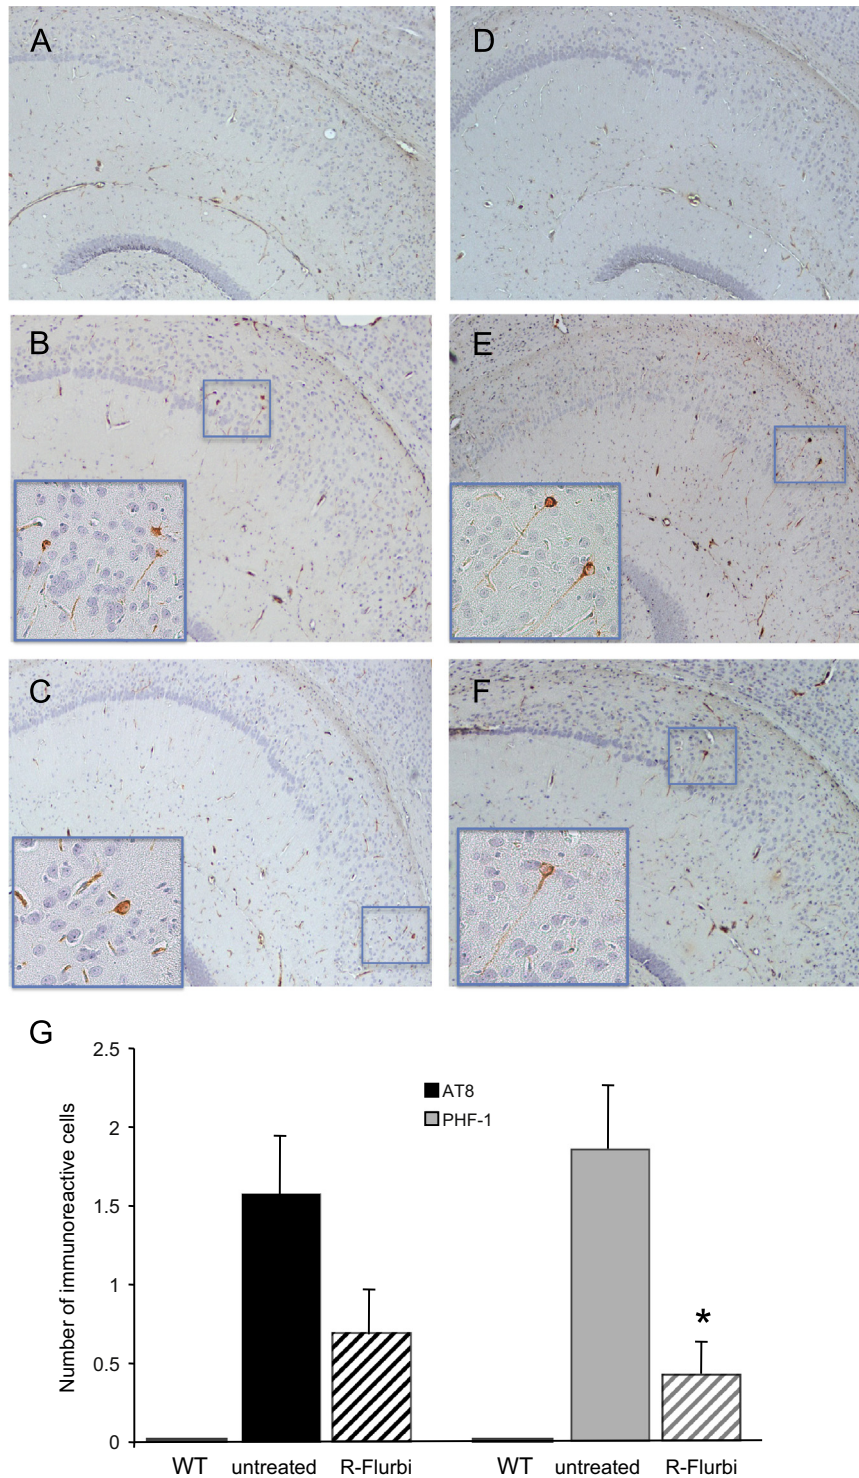 A
D
B
E
C
F
G
Number of immunoreactive cells
2.5
2
1.5
1
0.5
0
AT8
PHF-1
*
WT untreated R-Flurbi WT untreated R-Flurbi